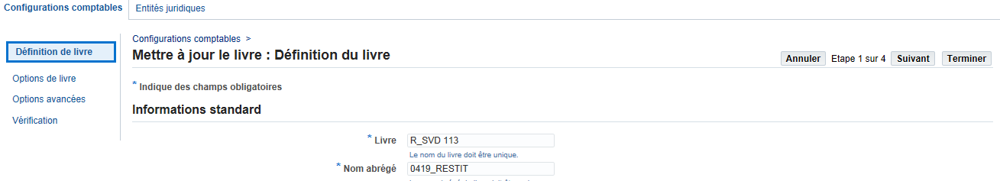 Configurations comptables Entités juridiques
Définition de livre
Options de livre
Options avancées
Vérification
Configurations comptables >
Mettre à jour le livre : Définition du livre
Annuler Etape 1 sur 4 Suivant Terminer
* Indique des champs obligatoires
Informations standard
* Livre R_SVD 113
Le nom du livre doit être unique.
* Nom abrégé 0419_RESTIT